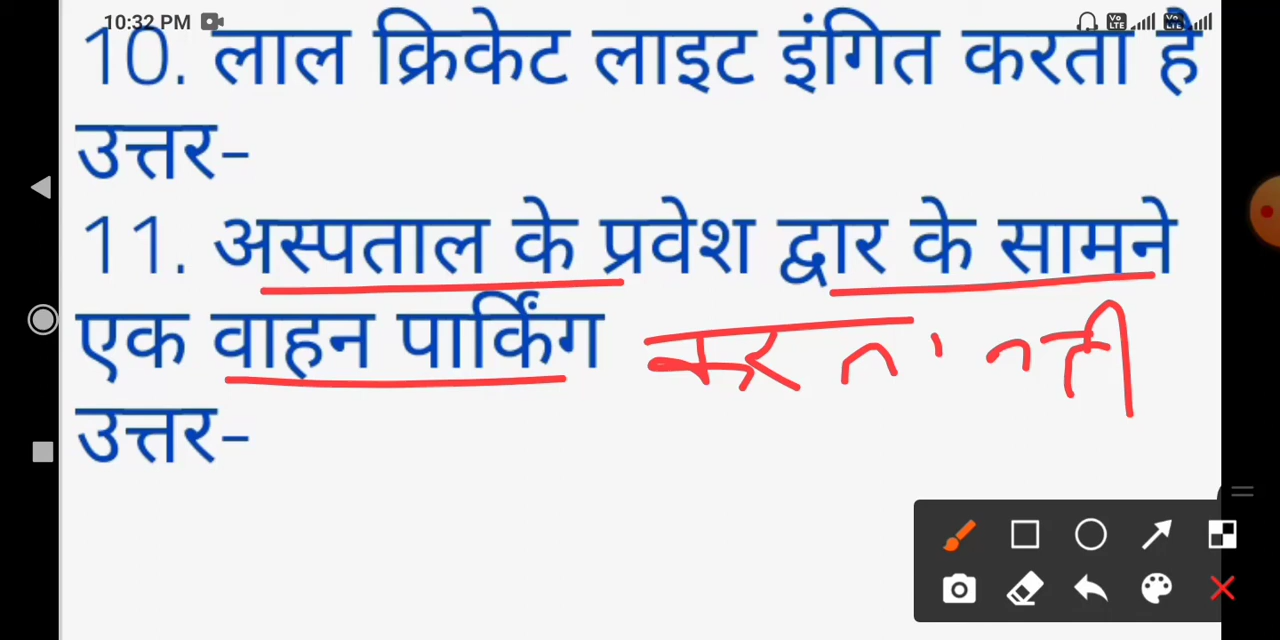 10:32 PM
10. लाल क्रिकेट लाइट इंगित करता है
उत्तर-
11. अस्पताल के प्रवेश द्वार के सामने
एक वाहन पार्किंग
उत्तर-